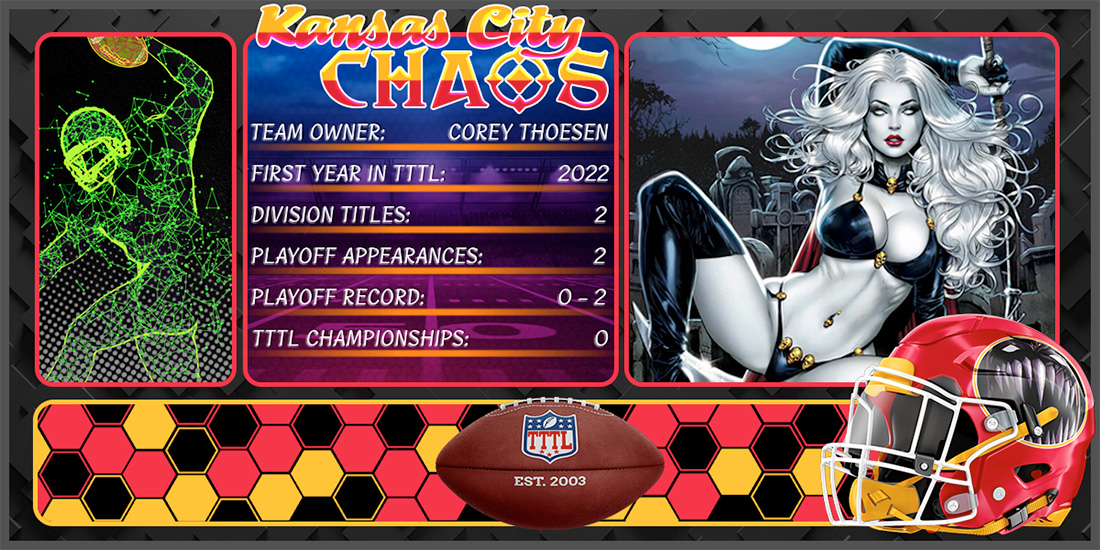 Kansas City
CHAOS
TEAM OWNER: COREY THOESEN
FIRST YEAR IN TTTL: 2022
DIVISION TITLES: 2
PLAYOFF APPEARANCES: 2
PLAYOFF RECORD: 0 – 2
TTTL CHAMPIONSHIPS: 0
TTTL
EST. 2003